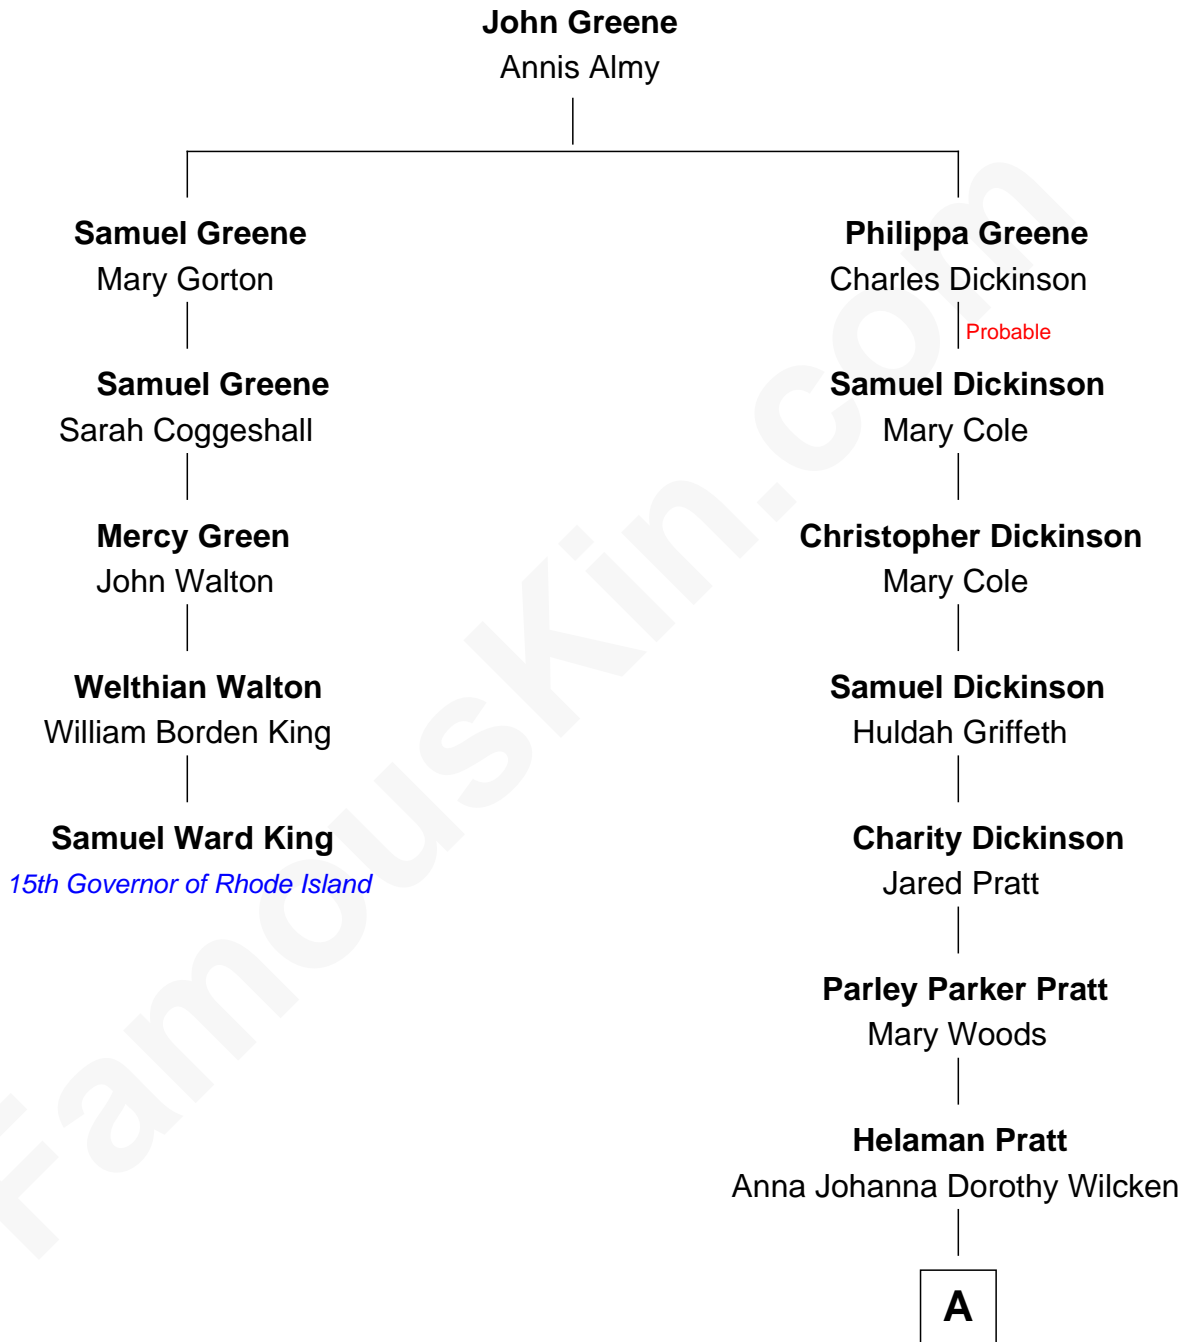 John Greene
Annis Almy
Samuel Greene
Mary Gorton
Samuel Greene
Sarah Coggeshall
Mercy Green
John Walton
Welthian Walton
William Borden King
Samuel Ward King
15th Governor of Rhode Island
Philippa Greene
Charles Dickinson
Probable
Samuel Dickinson
Mary Cole
Christopher Dickinson
Mary Cole
Samuel Dickinson
Huldah Griffeth
Charity Dickinson
Jared Pratt
Parley Parker Pratt
Mary Woods
Helaman Pratt
Anna Johanna Dorothy Wilcken
A
FamousKin.com